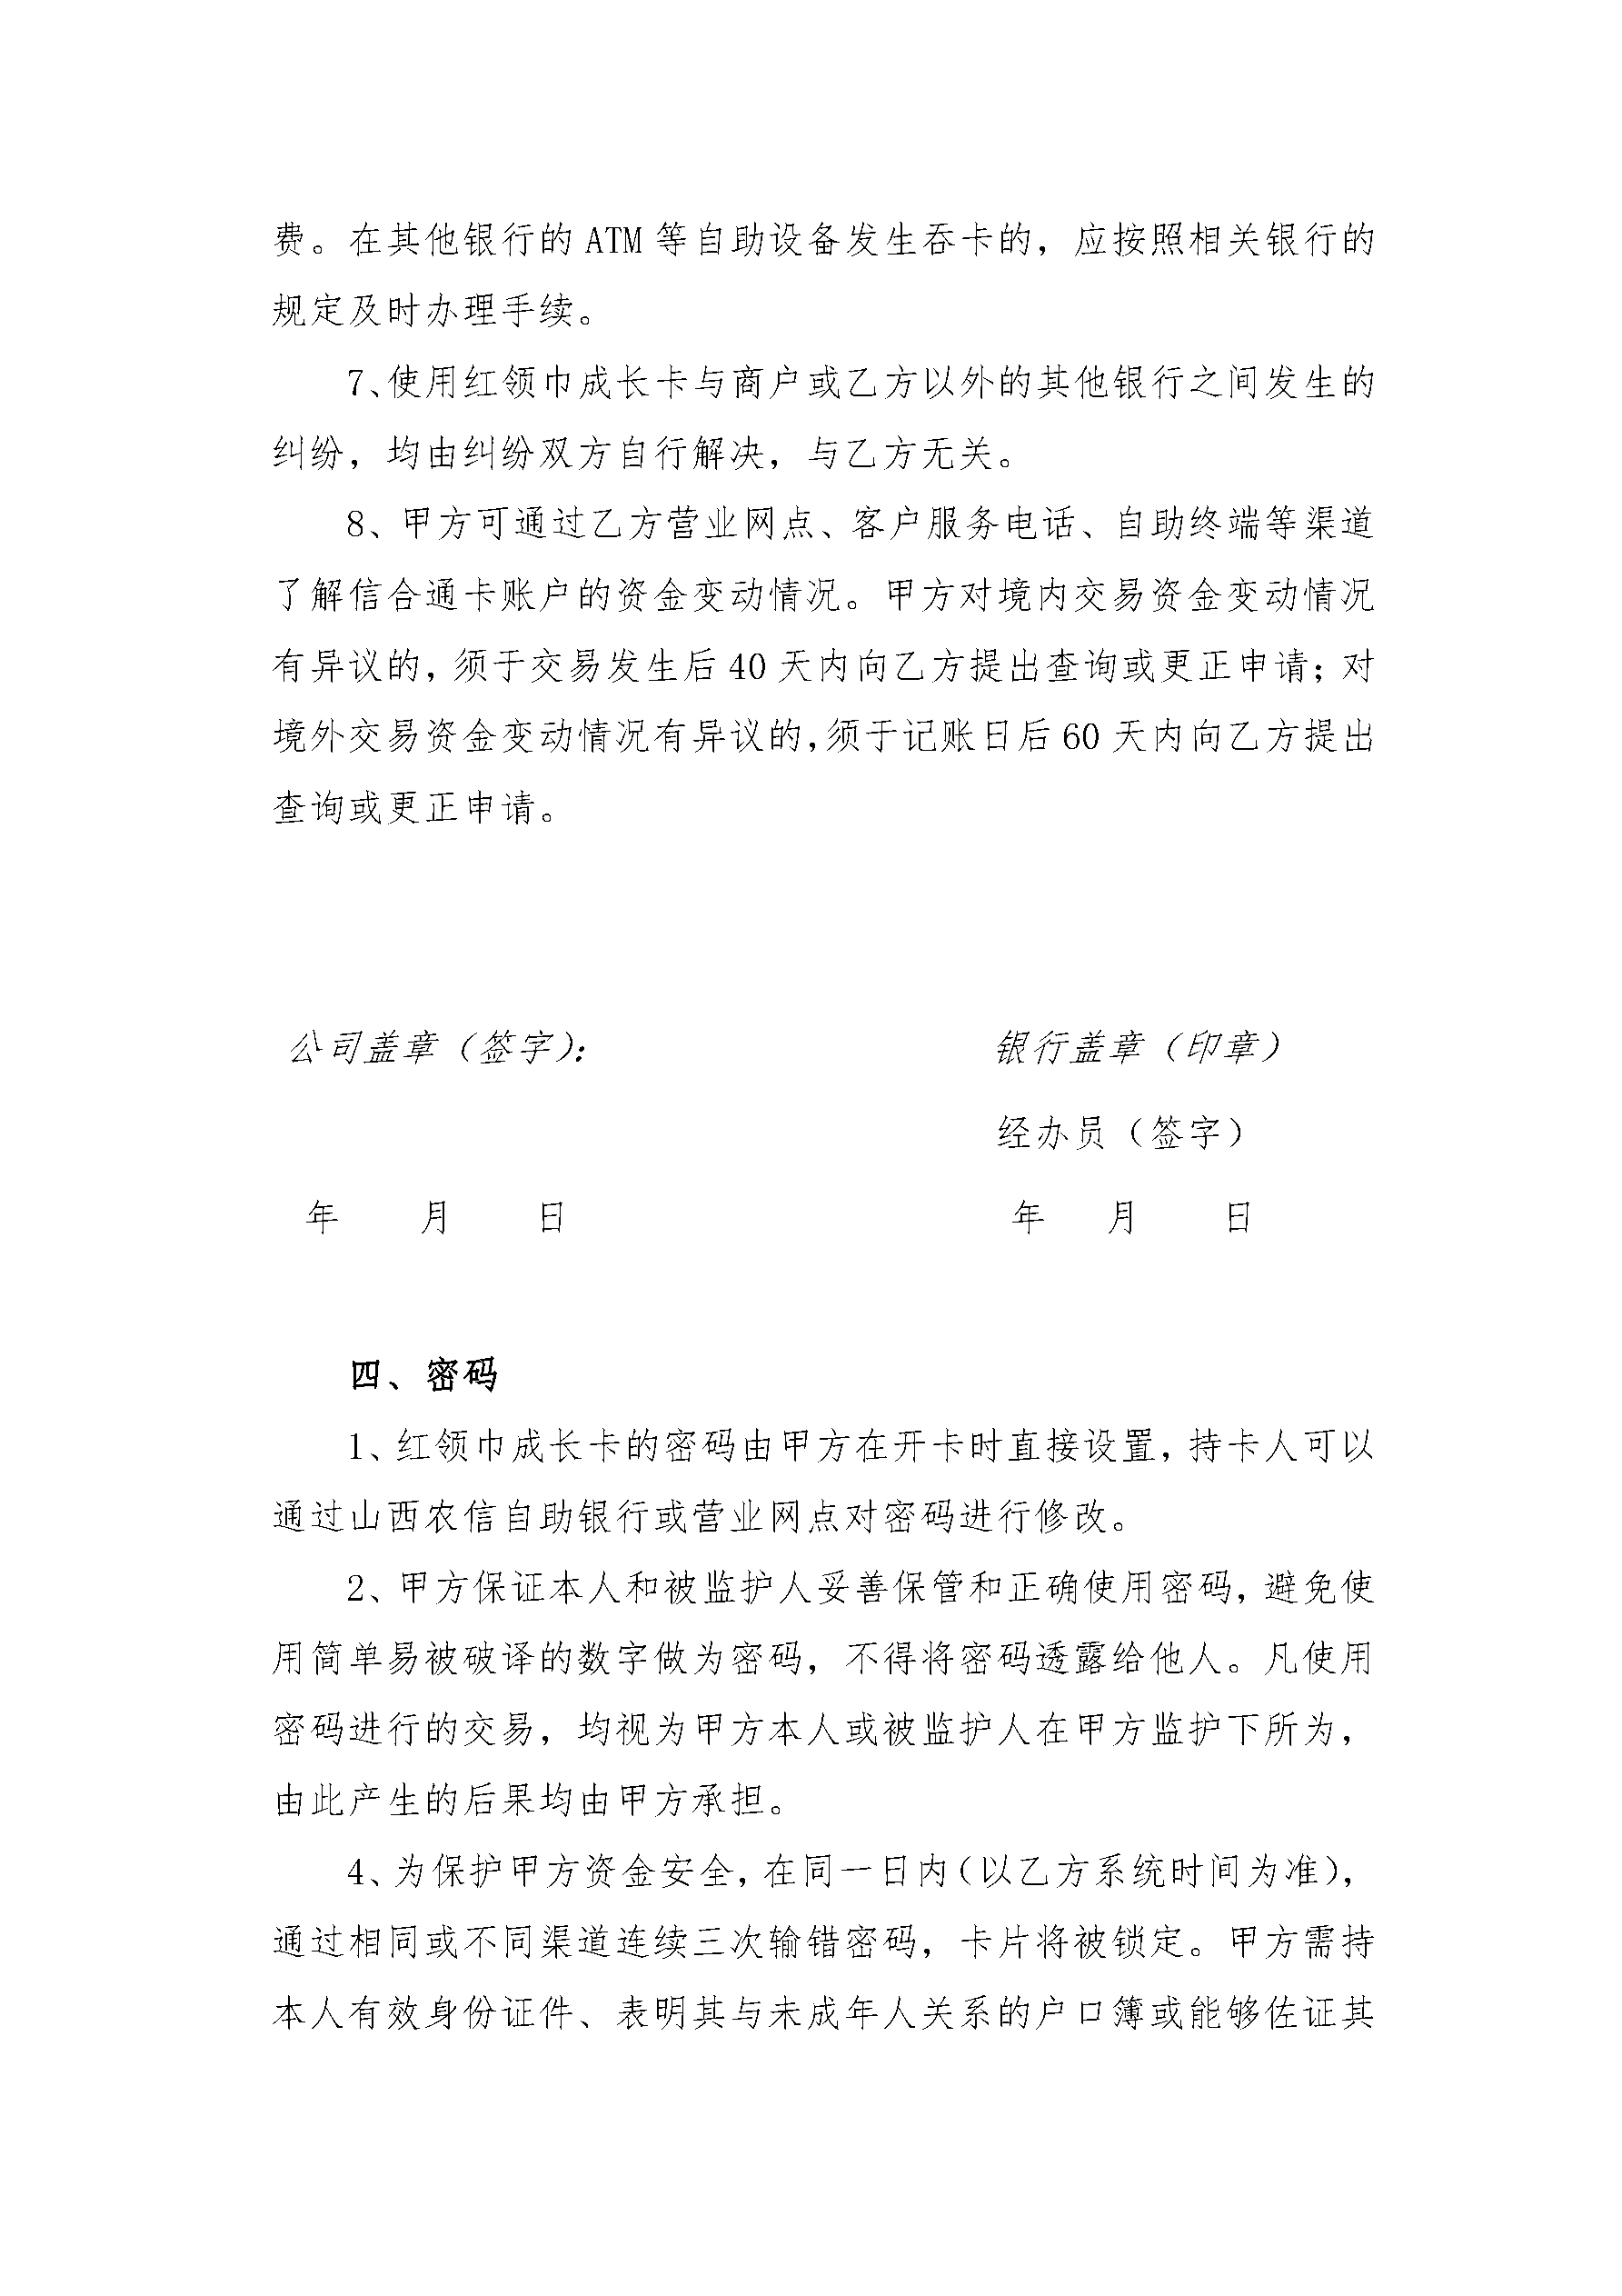 费。在其他银行的 ATM 等自助设备发生吞卡的，应按照相关银行的
规定及时办理手续。
7、使用红领巾成长卡与商户或乙方以外的其他银行之间发生的
纠纷，均由纠纷双方自行解决，与乙方无关。
8、甲方可通过乙方营业网点、客户服务电话、自助终端等渠道
了解信合通卡账户的资金变动情况。甲方对境内交易资金变动情况
有异议的，须于交易发生后 40 天内向乙方提出查询或更正申请；对
境外交易资金变动情况有异议的，须于记账日后 60 天内向乙方提出
查询或更正申请。
公司盖章（签字）： 银行盖章（印章）
经办员（签字）
年 月 日 年 月 日
四、密码
1、红领巾成长卡的密码由甲方在开卡时直接设置，持卡人可以
通过山西农信自助银行或营业网点对密码进行修改。
2、甲方保证本人和被监护人妥善保管和正确使用密码，避免使
用简单易被破译的数字做为密码，不得将密码透露给他人。凡使用
密码进行的交易，均视为甲方本人或被监护人在甲方监护下所为，
由此产生的后果均由甲方承担。
4、为保护甲方资金安全，在同一日内（以乙方系统时间为准），
通过相同或不同渠道连续三次输错密码，卡片将被锁定。甲方需持
本人有效身份证件、表明其与未成年人关系的户口簿或能够佐证其